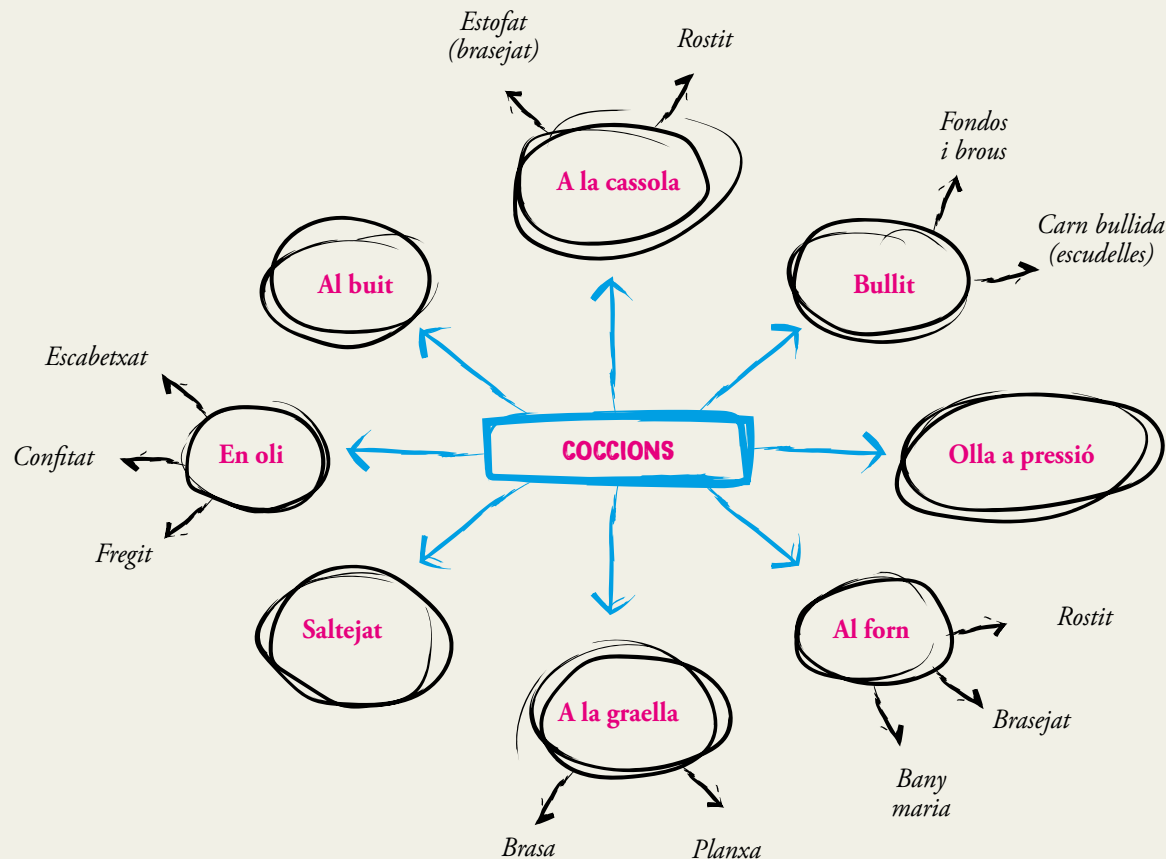 Estofat
(brasejat)
Rostit
A la cassola
Fondos
i brous
Carn bullida
(escudelles)
Al buit
Bullit
Escabetxat
Confitat
En oli
COCCIONS
Olla a pressió
Fregit
Saltejat
Al forn
Rostit
A la graella
Brasejat
Bany
maria
Brasa
Planxa